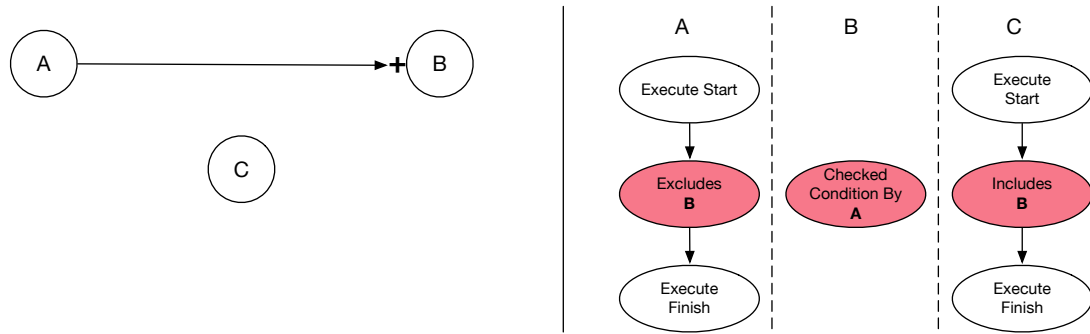 A
+
B
C
A
B
C
Execute Start
Execute
Start
Excludes
B
Checked
Condition By
A
Includes
B
Execute
Finish
Execute
Finish